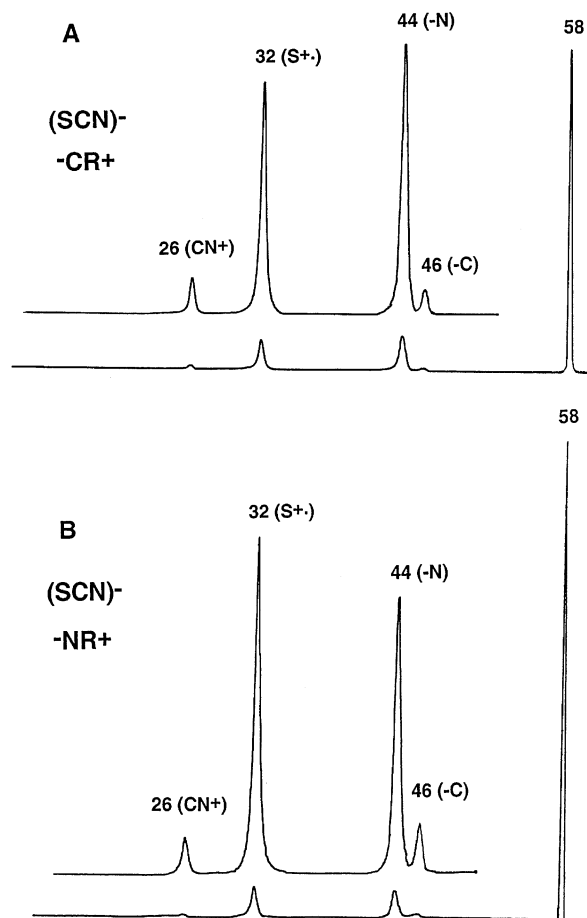 A
44 (-N)
58
32 (S+·)
(SCN)-
-CR+
26 (CN+)
46 (-C)
58
32 (S+·)
B
44 (-N)
(SCN)-
-NR+
46 (-C)
26 (CN+)